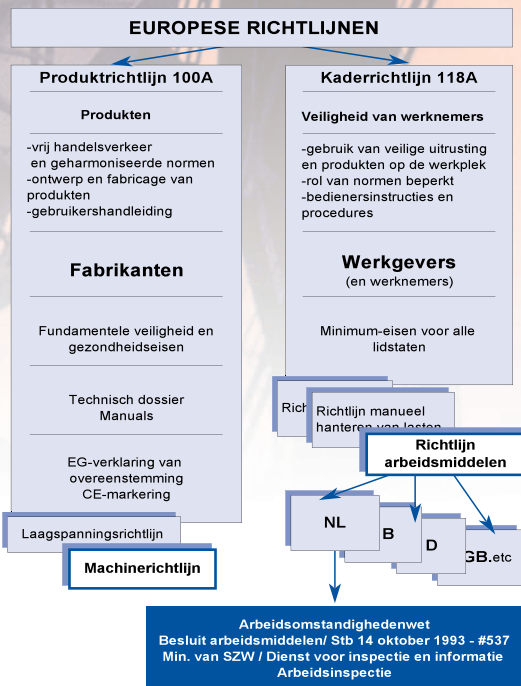 EUROPESE RICHTLIJNEN
Produktrichtlijn 100A
Produkten
-vrij handelsverkeer
en geharmoniseerde normen
-ontwerp en fabricage van
produkten
-gebruikershandleiding
Fabrikanten
Fundamentele veiligheid en
gezondheidseisen
Technisch dossier
Manuals
EG-verklaring van
overeenstemming
CE-markering
Laagspanningsrichtlijn
Machinerichtlijn
Kaderrichtlijn 118A
Veiligheid van werknemers
-gebruik van veilige uitrusting
en produkten op de werkplek
-rol van normen beperkt
-bedienersinstructies en
procedures
Werkgevers
(en werknemers)
Minimum-eisen voor alle
lidstaten
Richtlijn manueel
hanteren van lasten
Richtlijn
arbeidsmiddelen
NL
B
D
GB.etc
Arbeidsomstandighedenwet
Besluit arbeidsmiddelen/ Stb 14 oktober 1993 - #537
Min. van SZW / Dienst voor inspectie en informatie
Arbeidsinspectie